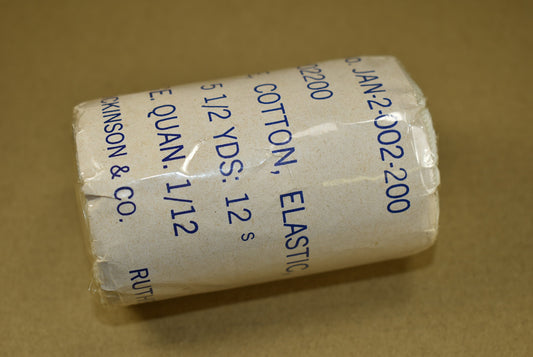 O. JAN-2-002-200
02200
E COTTON, ELASTIC,
5 1/2 YDS: 12 s
E. QUAN. 1/12
CKINSON & CO.
RUTH